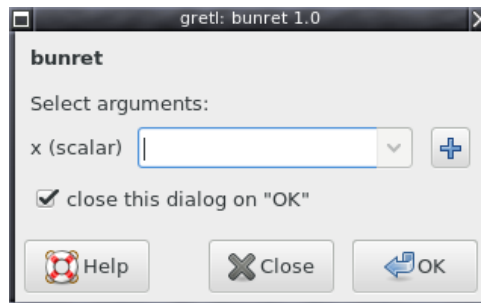 gretl: bunret 1.0
bunret
Select arguments:
x (scalar)
close this dialog on "OK"
Help Close OK